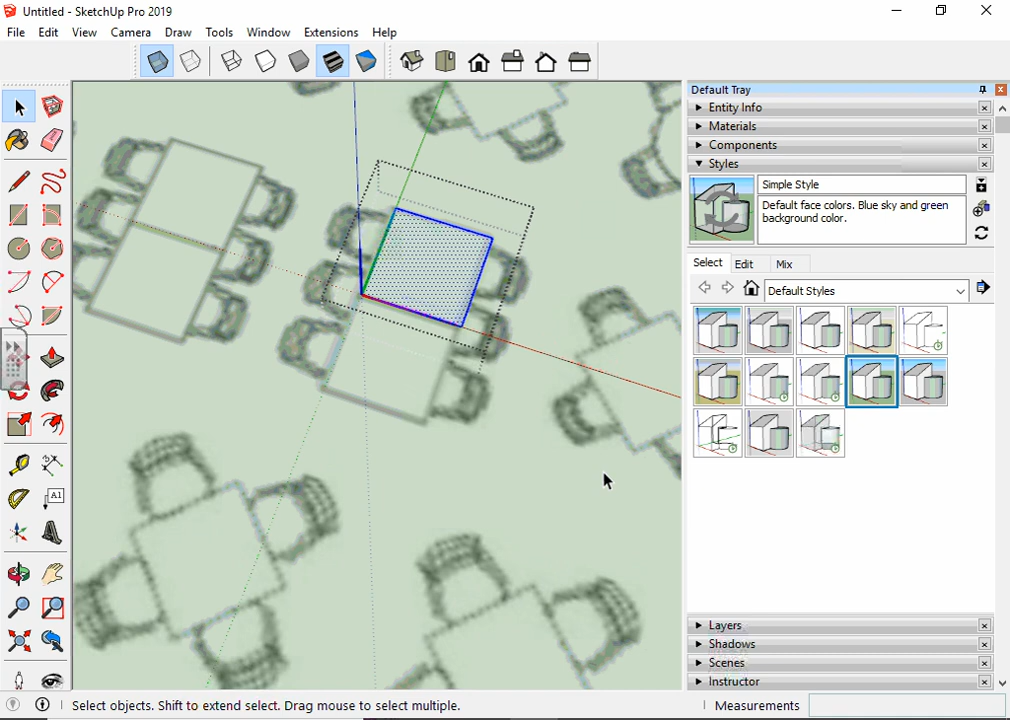 Untitled - SketchUp Pro 2019
File Edit View Camera Draw Tools Window Extensions Help
Default Tray
Entity Info
Materials
Components
Styles
Simple Style
Default face colors. Blue sky and green
background color.
Select Edit Mix
Default Styles
A1
Layers
Shadows
Scenes
Instructor
Select objects. Shift to extend select. Drag mouse to select multiple.
Measurements